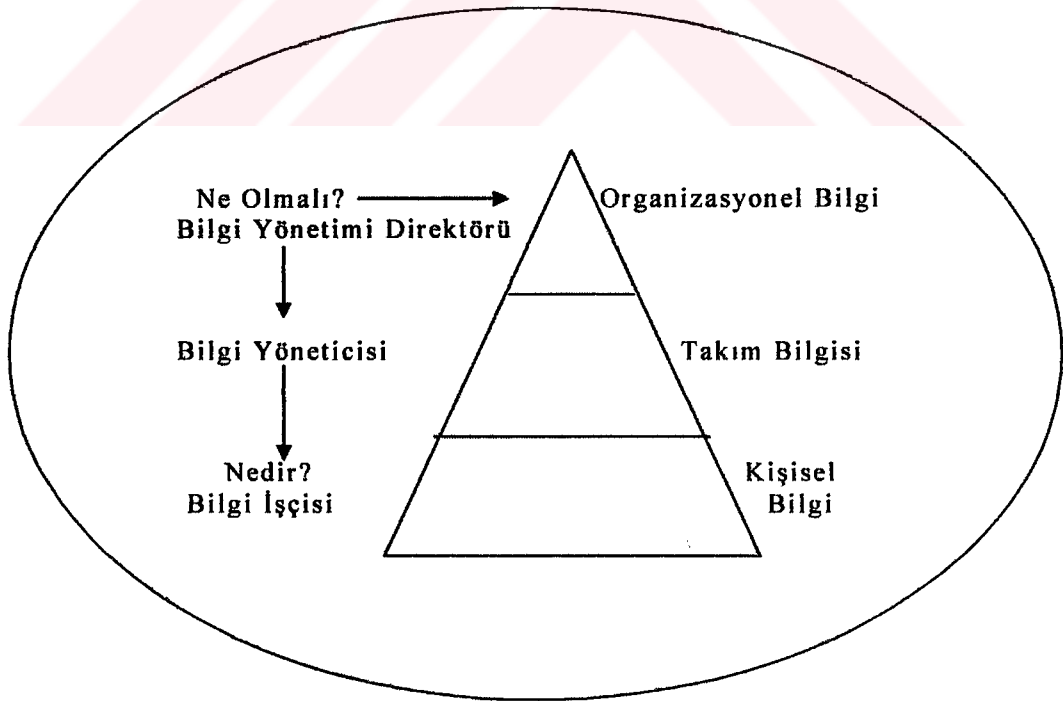 Ne Olmalı?
Bilgi Yönetimi Direktörü
Organizasyonel Bilgi
Bilgi Yöneticisi
Takım Bilgisi
Nedir?
Bilgi İşçisi
Kişisel
Bilgi